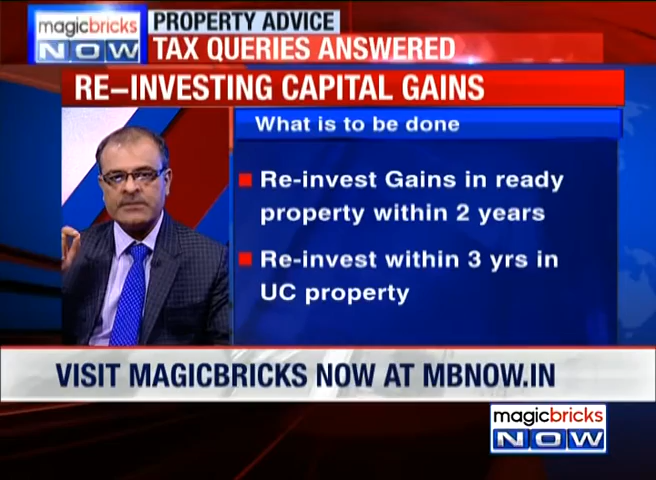 magicbricks
NOW
PROPERTY ADVICE
TAX QUERIES ANSWERED
RE-INVESTING CAPITAL GAINS
What is to be done
Re-invest Gains in ready
property within 2 years
Re-invest within 3 yrs in
UC property
VISIT MAGICBRICKS NOW AT MBNOW.IN
magicbricks
NOW